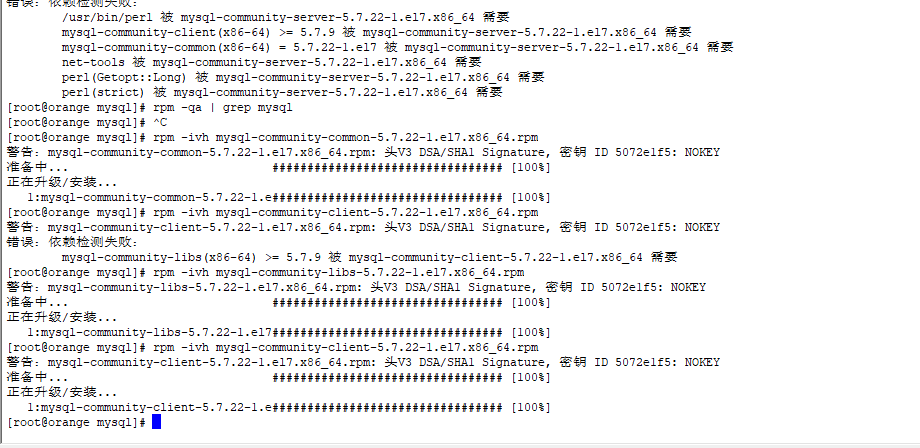 错误：依赖检测失败：
/usr/bin/perl 被 mysql-community-server-5.7.22-1.el7.x86_64 需要
mysql-community-client(x86-64) >= 5.7.9 被 mysql-community-server-5.7.22-1.el7.x86_64 需要
mysql-community-common(x86-64) = 5.7.22-1.el7 被 mysql-community-server-5.7.22-1.el7.x86_64 需要
net-tools 被 mysql-community-server-5.7.22-1.el7.x86_64 需要
perl(Getopt::Long) 被 mysql-community-server-5.7.22-1.el7.x86_64 需要
perl(strict) 被 mysql-community-server-5.7.22-1.el7.x86_64 需要
[root@orange mysql]# rpm -qa | grep mysql
[root@orange mysql]# ^C
[root@orange mysql]# rpm -ivh mysql-community-common-5.7.22-1.el7.x86_64.rpm
警告：mysql-community-common-5.7.22-1.el7.x86_64.rpm: 头V3 DSA/SHA1 Signature, 密钥 ID 5072e1f5: NOKEY
准备中... ################################# [100%]
正在升级/安装...
1:mysql-community-common-5.7.22-1.e################################# [100%]
[root@orange mysql]# rpm -ivh mysql-community-client-5.7.22-1.el7.x86_64.rpm
警告：mysql-community-client-5.7.22-1.el7.x86_64.rpm: 头V3 DSA/SHA1 Signature, 密钥 ID 5072e1f5: NOKEY
错误：依赖检测失败：
mysql-community-libs(x86-64) >= 5.7.9 被 mysql-community-client-5.7.22-1.el7.x86_64 需要
[root@orange mysql]# rpm -ivh mysql-community-libs-5.7.22-1.el7.x86_64.rpm
警告：mysql-community-libs-5.7.22-1.el7.x86_64.rpm: 头V3 DSA/SHA1 Signature, 密钥 ID 5072e1f5: NOKEY
准备中... ################################# [100%]
正在升级/安装...
1:mysql-community-libs-5.7.22-1.el7################################# [100%]
[root@orange mysql]# rpm -ivh mysql-community-client-5.7.22-1.el7.x86_64.rpm
警告：mysql-community-client-5.7.22-1.el7.x86_64.rpm: 头V3 DSA/SHA1 Signature, 密钥 ID 5072e1f5: NOKEY
准备中... ################################# [100%]
正在升级/安装...
1:mysql-community-client-5.7.22-1.e################################# [100%]
[root@orange mysql]#